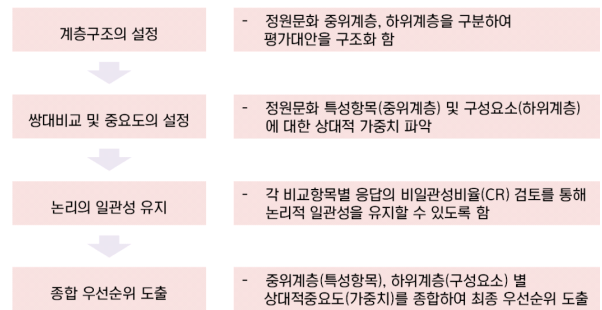 계층구조의 설정
- 정원문화 중위계층, 하위계층을 구분하여
평가대안을 구조화 함
쌍대비교 및 중요도의 설정
- 정원문화 특성항목(중위계층) 및 구성요소(하위계층)
에 대한 상대적 가중치 파악
논리의 일관성 유지
- 각 비교항목별 응답의 비일관성비율(CR) 검토를 통해
논리적 일관성을 유지할 수 있도록 함
종합 우선순위 도출
- 중위계층(특성항목), 하위계층(구성요소) 별
상대적중요도(가중치)를 종합하여 최종 우선순위 도출